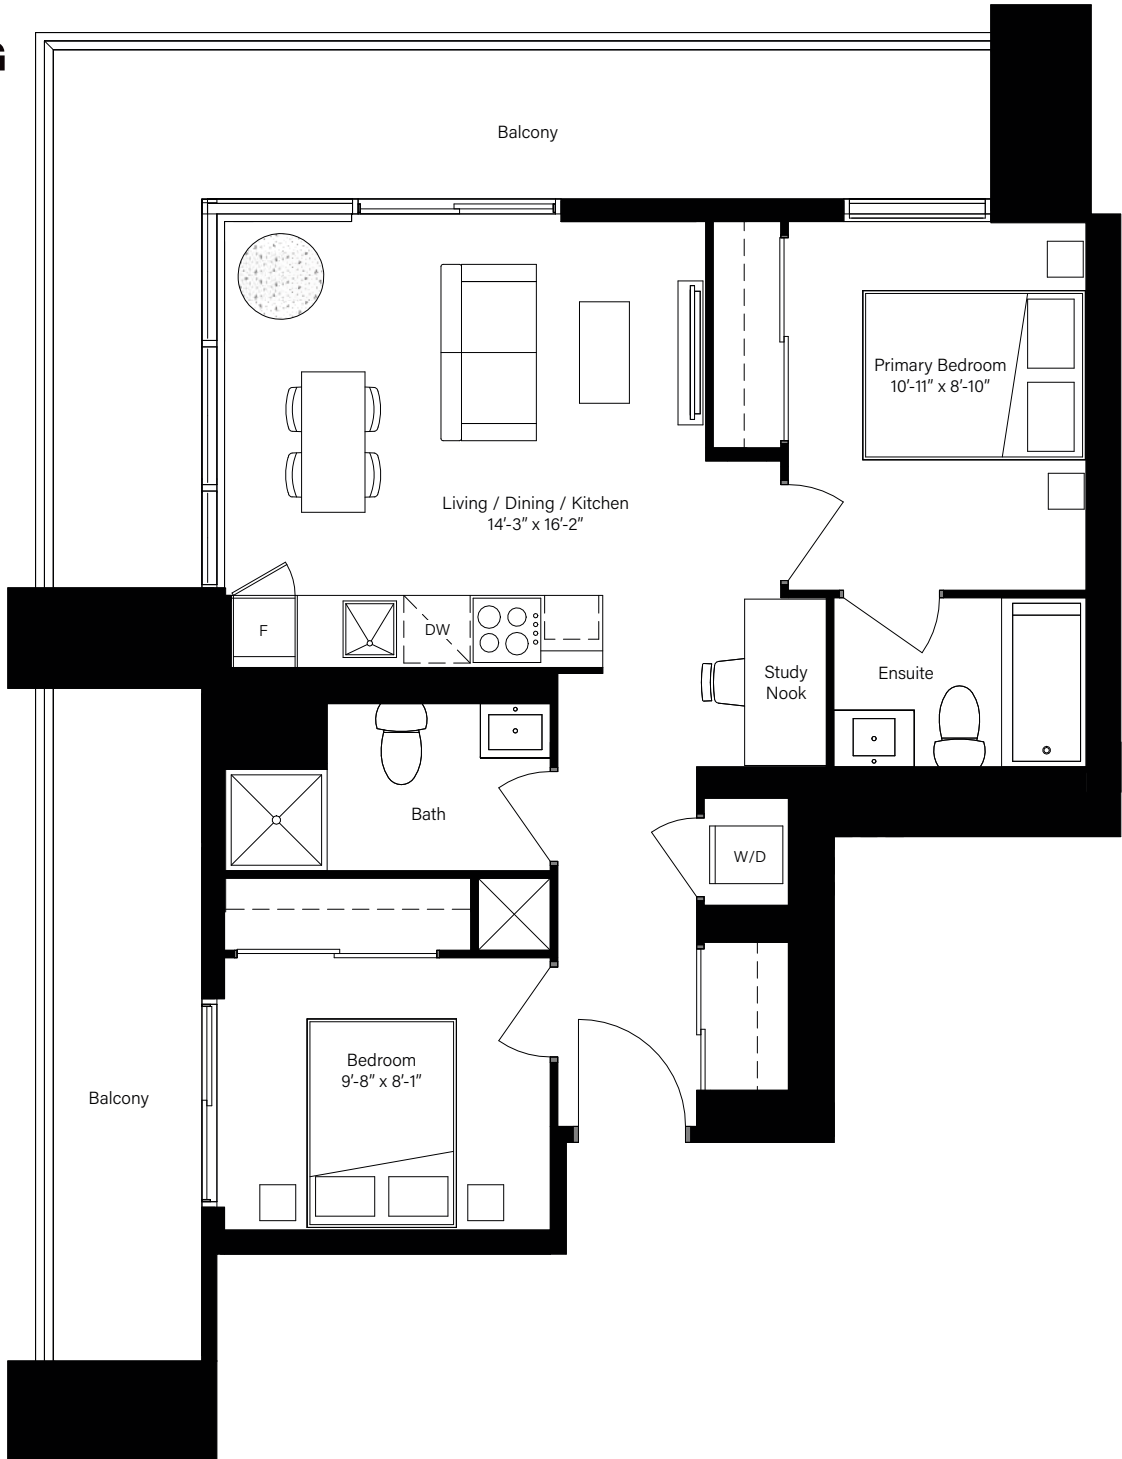 G
Balcony
Primary Bedroom
10'-11" x 8'-10"
Living / Dining / Kitchen
14'-3" x 16'-2"
F
DW
Study
Nook
Ensuite
Bath
W/D
Bedroom
9'-8" x 8'-1"
Balcony